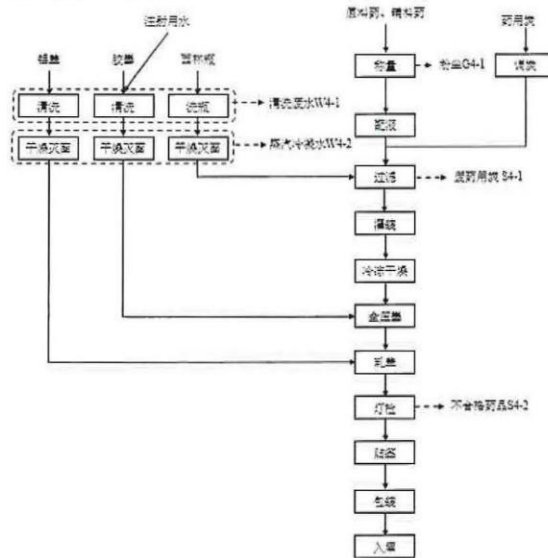 注射用水
原料药、辅料药
药用炭
铝盖
胶塞
西林瓶
称量
粉尘G4-1
调炭
清洗
清洗
洗瓶
清洗废水W4-1
配液
干燥灭菌
干燥灭菌
干燥灭菌
蒸汽冷凝水W4-2
过滤
废药用炭 S4-1
灌装
冷冻干燥
全压塞
轧盖
灯检
不合格药品S4-2
贴签
包装
入库